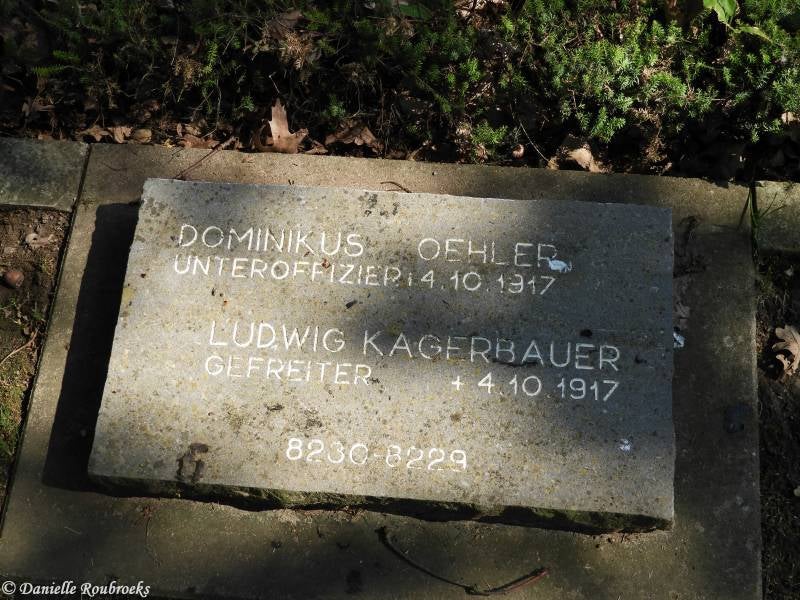 DOMINIKUS OEHLER
UNTEROFFIZIER + 4.10.1917
LUDWIG KAGERBAUER
GEFREITER + 4.10.1917
8230-8229
© Danielle Roubroeks